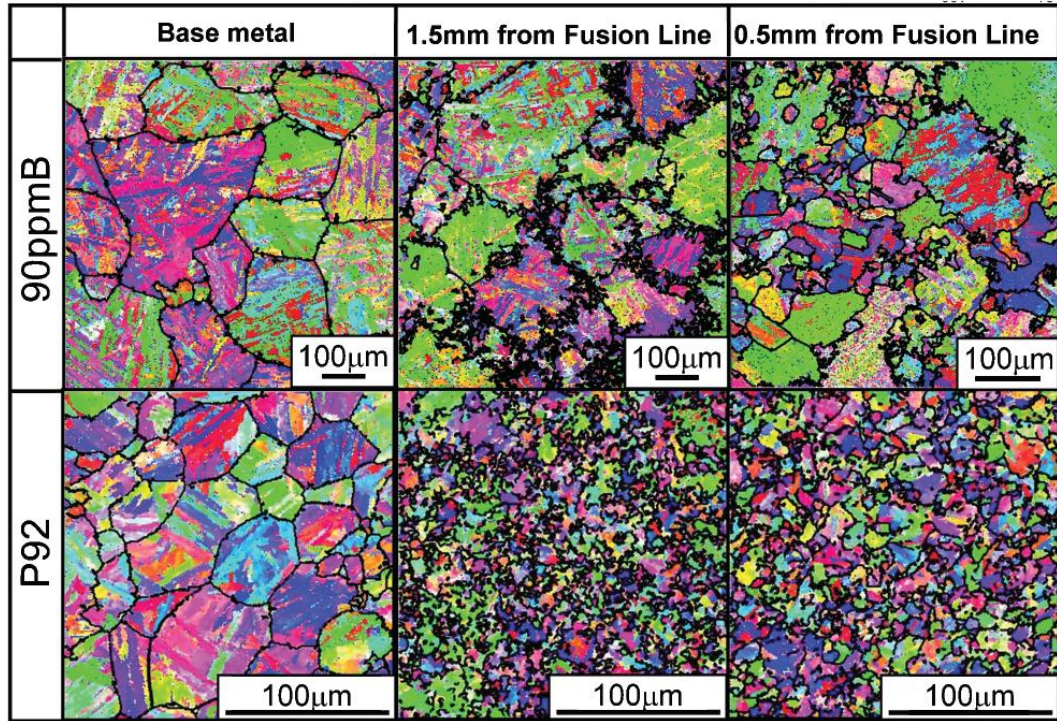 Base metal
1.5mm from Fusion Line
0.5mm from Fusion Line
90ppmB
100μm
100μm
100μm
P92
100μm
100μm
100μm